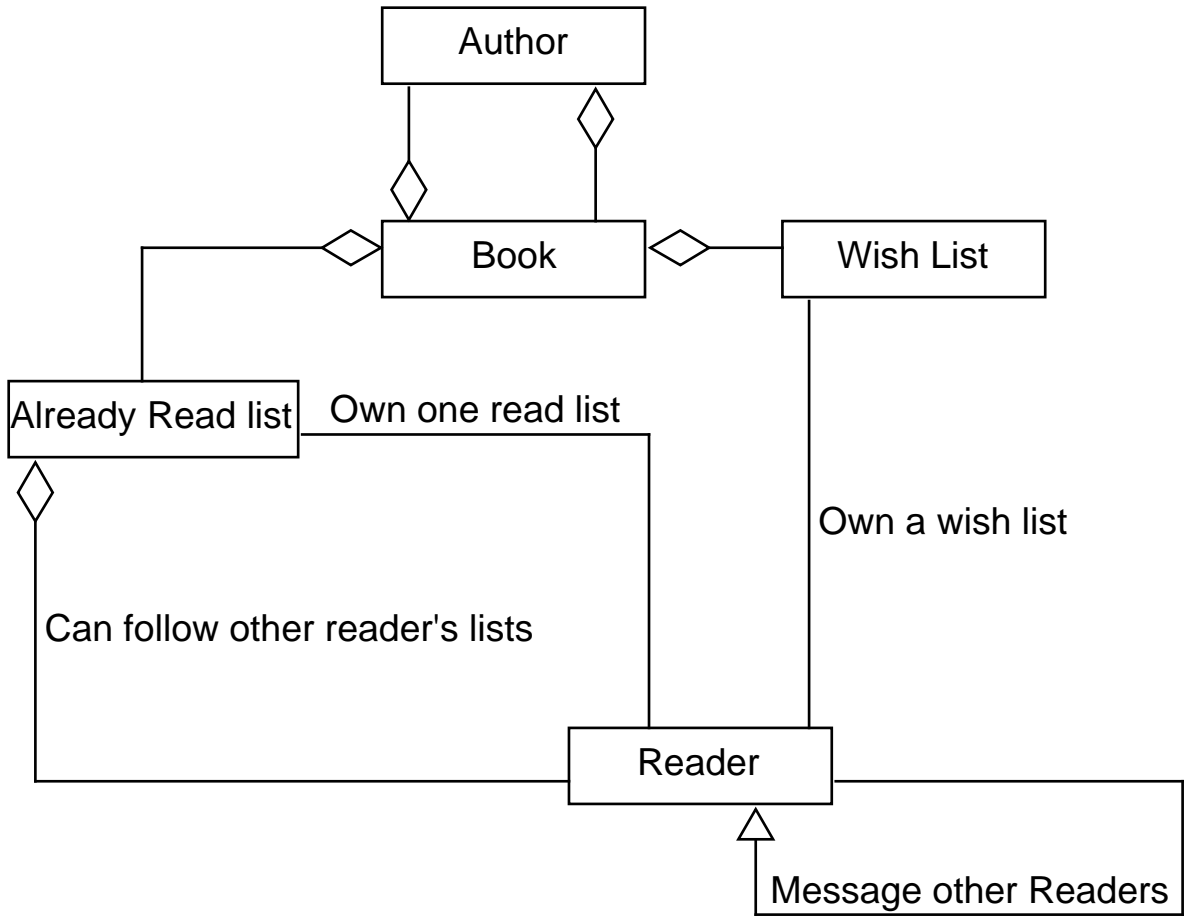 Author
Book
Wish List
Already Read list
Own one read list
Own a wish list
Can follow other reader's lists
Reader
Message other Readers